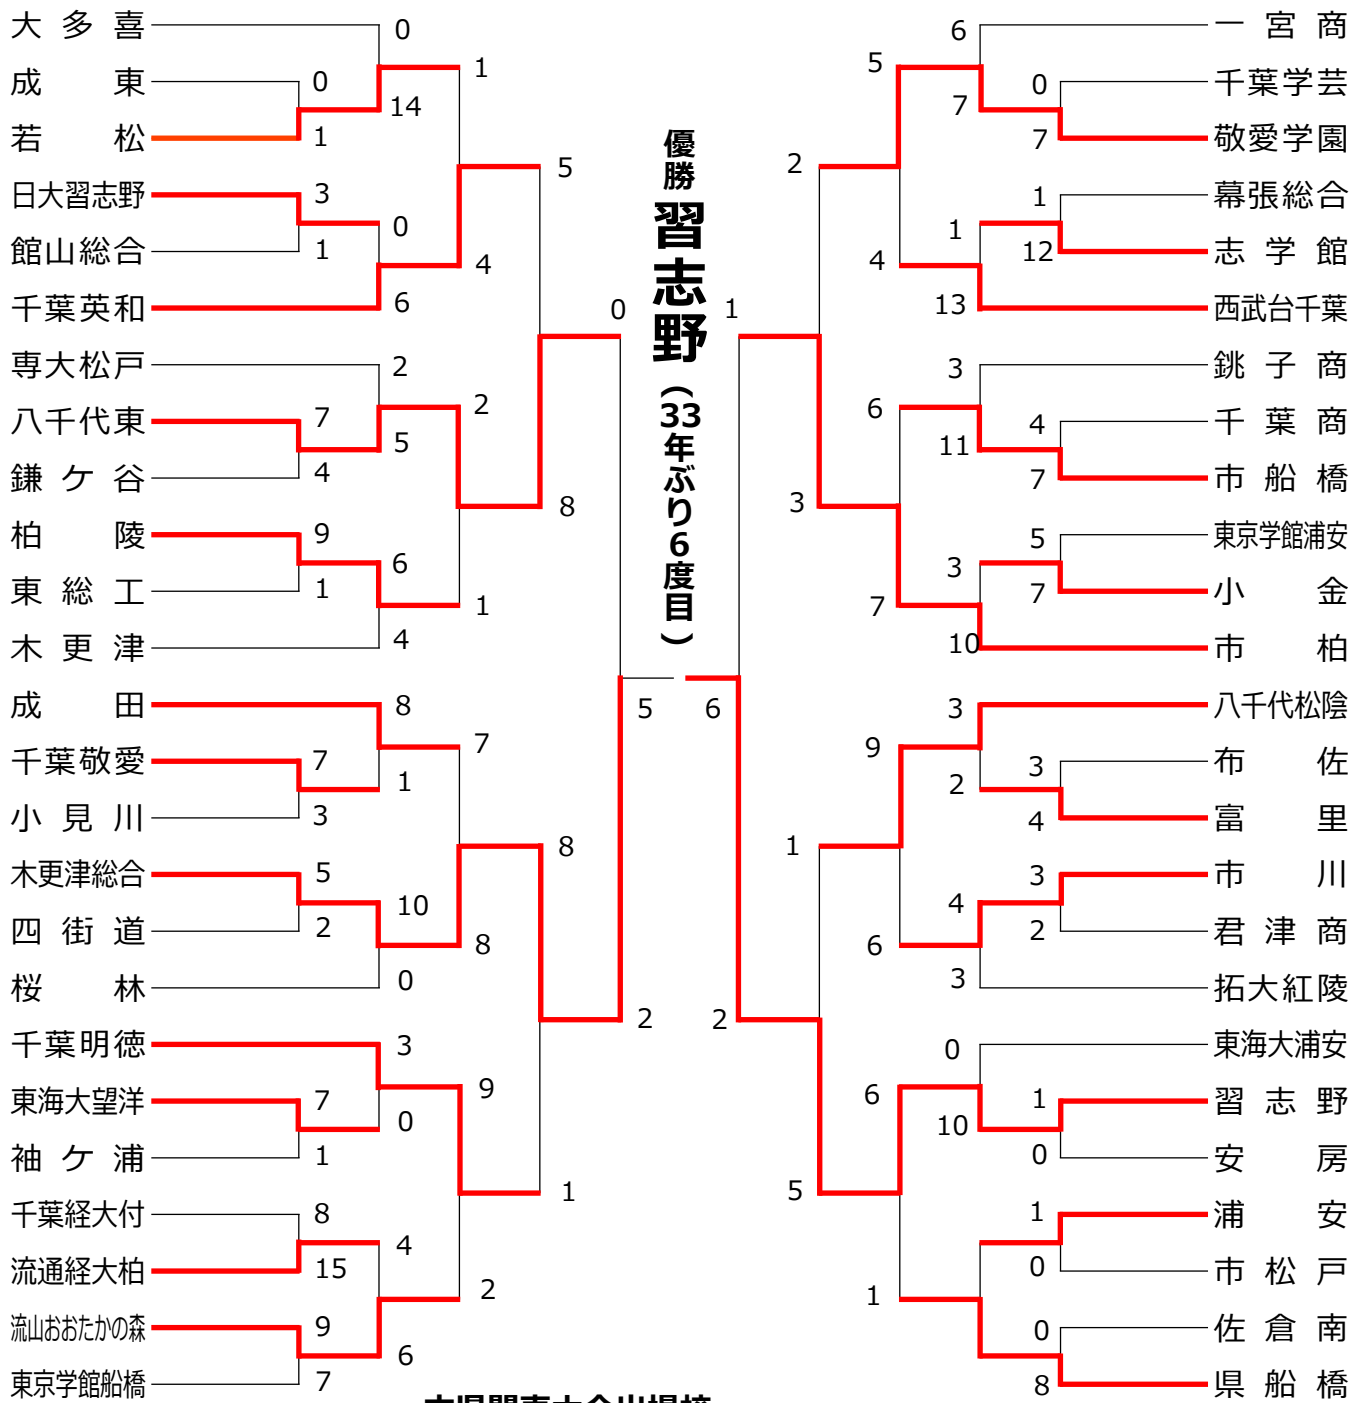 大多喜
0
成東
0
1
14
若松
1
日大習志野
3
5
0
館山総合
1
4
千葉英和
6
0
専大松戸
2
八千代東
7
2
5
鎌ケ谷
4
8
柏陵
9
6
東総工
1
1
木更津
4
成田
8
5
7
千葉敬愛
7
1
小見川
3
8
木更津総合
5
10
四街道
2
8
桜林
0
2
千葉明徳
3
9
東海大望洋
7
0
袖ケ浦
1
1
千葉経大付
8
4
流通経大柏
15
2
流山おおたかの森
9
6
東京学館船橋
7
優勝
習志野
(33年ぶり6度目)
6
一宮商
5
0
千葉学芸
7
7
敬愛学園
2
1
幕張総合
1
12
志学館
4
13
西武台千葉
1
3
銚子商
6
4
千葉商
11
7
市船橋
3
5
東京学館浦安
3
7
小金
7
10
市柏
6
3
八千代松陰
9
3
布佐
2
4
富里
1
3
市川
4
2
君津商
6
3
拓大紅陵
2
0
東海大浦安
6
1
習志野
10
0
安房
5
1
浦安
0
市松戸
1
0
佐倉南
8
県船橋